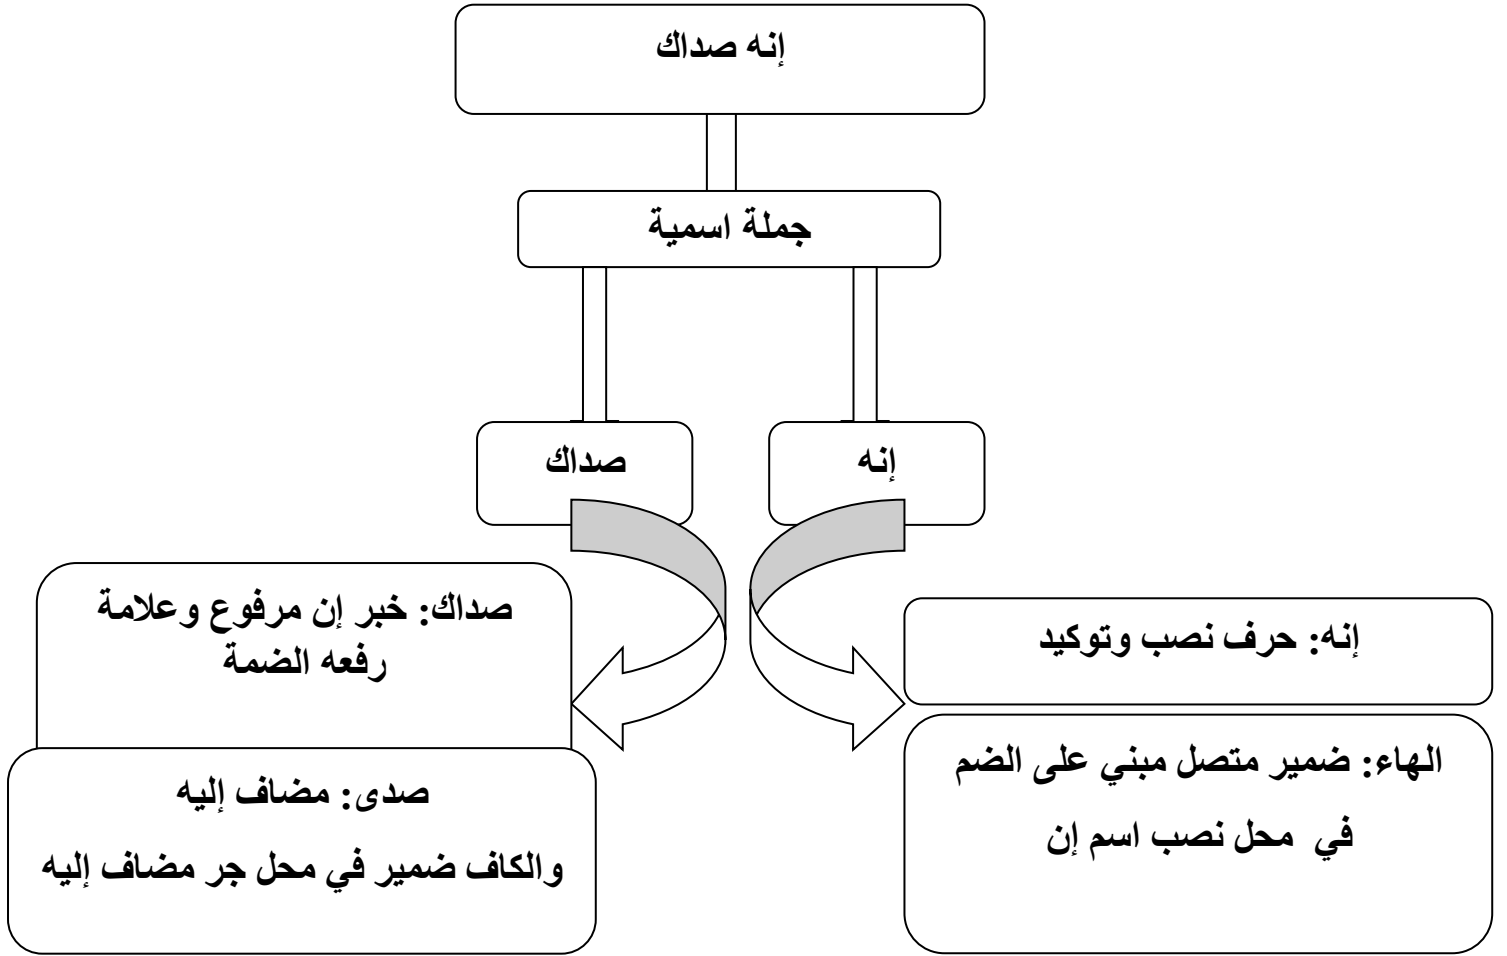 إنه صداك
جملة اسمية
إنه
صداك
إنه: حرف نصب وتوكيد
الهاء: ضمير متصل مبني على الضم
في محل نصب اسم إن
صداك: خبر إن مرفوع وعلامة
رفعه الضمة
صدى: مضاف إليه
والكاف ضمير في محل جر مضاف إليه